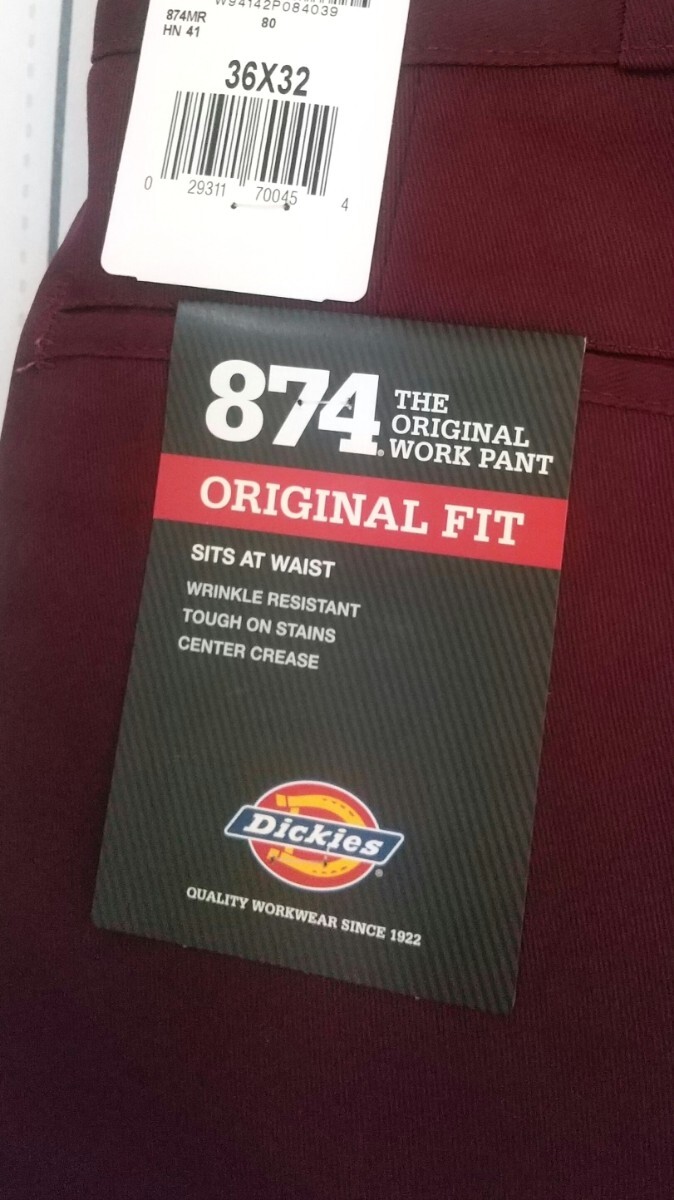 W94142P084039
874MR
80
HN 41
36X32
0 29311 70045 4
874®
THE
ORIGINAL
WORK PANT
ORIGINAL FIT
SITS AT WAIST
WRINKLE RESISTANT
TOUGH ON STAINS
CENTER CREASE
Dickies®
QUALITY WORKWEAR SINCE 1922